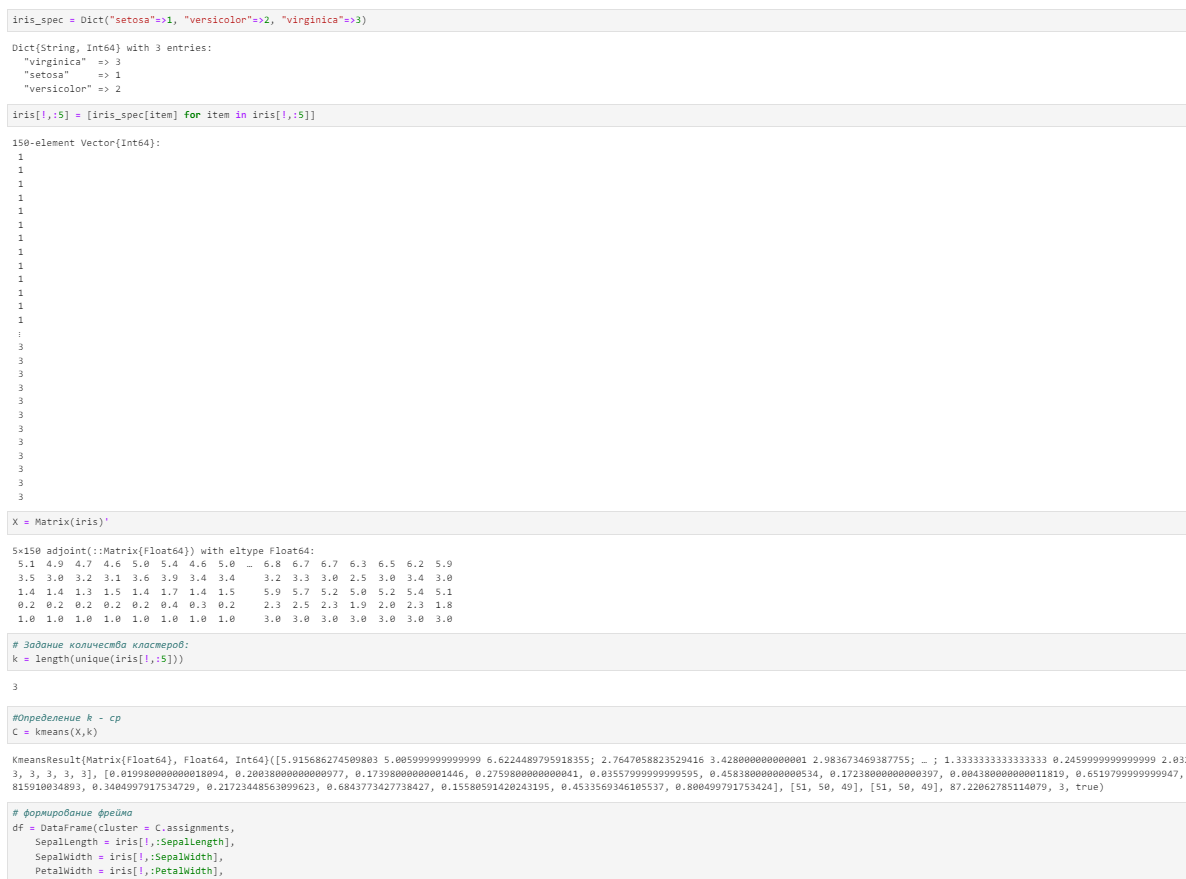 iris_spec = Dict("setosa"=>1, "versicolor"=>2, "virginica"=>3)
Dict{String, Int64} with 3 entries:
  "virginica"  => 3
  "setosa"     => 1
  "versicolor" => 2
iris[!,:5] = [iris_spec[item] for item in iris[!,:5]]
150-element Vector{Int64}:
 1
 1
 1
 1
 1
 1
 1
 1
 1
 1
 1
 1
 1
 ⋮
 3
 3
 3
 3
 3
 3
 3
 3
 3
 3
 3
 3
X = Matrix(iris)'
5×150 adjoint(::Matrix{Float64}) with eltype Float64:
 5.1  4.9  4.7  4.6  5.0  5.4  4.6  5.0  …  6.8  6.7  6.7  6.3  6.5  6.2  5.9
 3.5  3.0  3.2  3.1  3.6  3.9  3.4  3.4     3.2  3.3  3.0  2.5  3.0  3.4  3.0
 1.4  1.4  1.3  1.5  1.4  1.7  1.4  1.5     5.9  5.7  5.2  5.0  5.2  5.4  5.1
 0.2  0.2  0.2  0.2  0.2  0.4  0.3  0.2     2.3  2.5  2.3  1.9  2.0  2.3  1.8
 1.0  1.0  1.0  1.0  1.0  1.0  1.0  1.0     3.0  3.0  3.0  3.0  3.0  3.0  3.0
# Задание количества кластеров:
k = length(unique(iris[!,:5]))
3
#Определение k - ср
C = kmeans(X,k)
KmeansResult{Matrix{Float64}, Float64, Int64}([5.915686274509803 5.005999999999999 6.6224489795918355; 2.7647058823529416 3.428000000000001 2.983673469387755; … ; 1.3333333333333333 0.2459999999999999 2.03
3, 3, 3, 3, 3], [0.019980000000018094, 0.20038000000000977, 0.17398000000001446, 0.2759800000000041, 0.03557999999999595, 0.4583800000000534, 0.17238000000000397, 0.004380000000011819, 0.6519799999999947,
815910034893, 0.3404997917534729, 0.21723448563099623, 0.6843773427738427, 0.15580591420243195, 0.4533569346105537, 0.800499791753424], [51, 50, 49], [51, 50, 49], 87.22062785114079, 3, true)
# формирование фрейма
df = DataFrame(cluster = C.assignments,
    SepalLength = iris[!,:SepalLength],
    SepalWidth = iris[!,:SepalWidth],
    PetalWidth = iris[!,:PetalWidth],